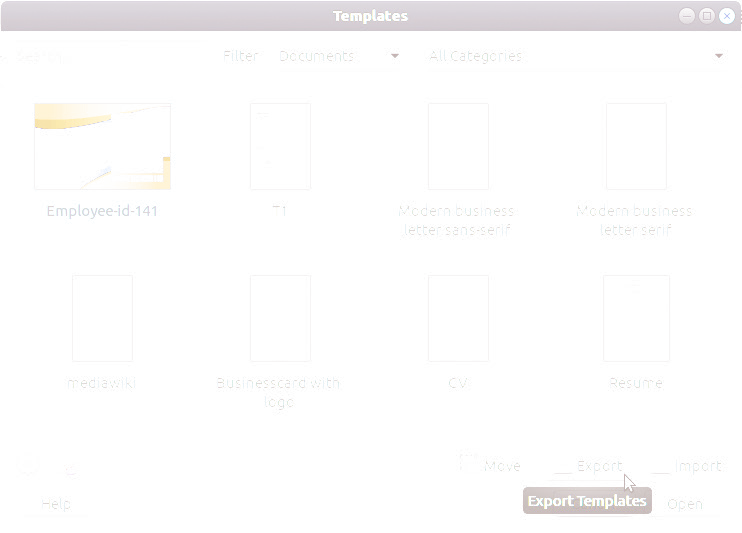 Templates
Search...
Filter Documents All Categories
Employee-id-141
T1
Modern business
letter sans-serif
Modern business
letter serif
mediawiki
Businesscard with
logo
CV
Resume
Move Export Import
Help
Export Templates
Open